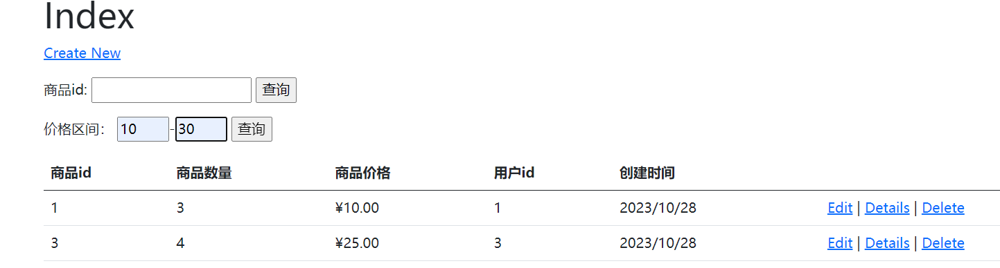 Index
Create New
商品id: 查询
价格区间: 10-30 查询
商品id 商品数量 商品价格 用户id 创建时间
1 3 ¥10.00 1 2023/10/28 Edit | Details | Delete
3 4 ¥25.00 3 2023/10/28 Edit | Details | Delete